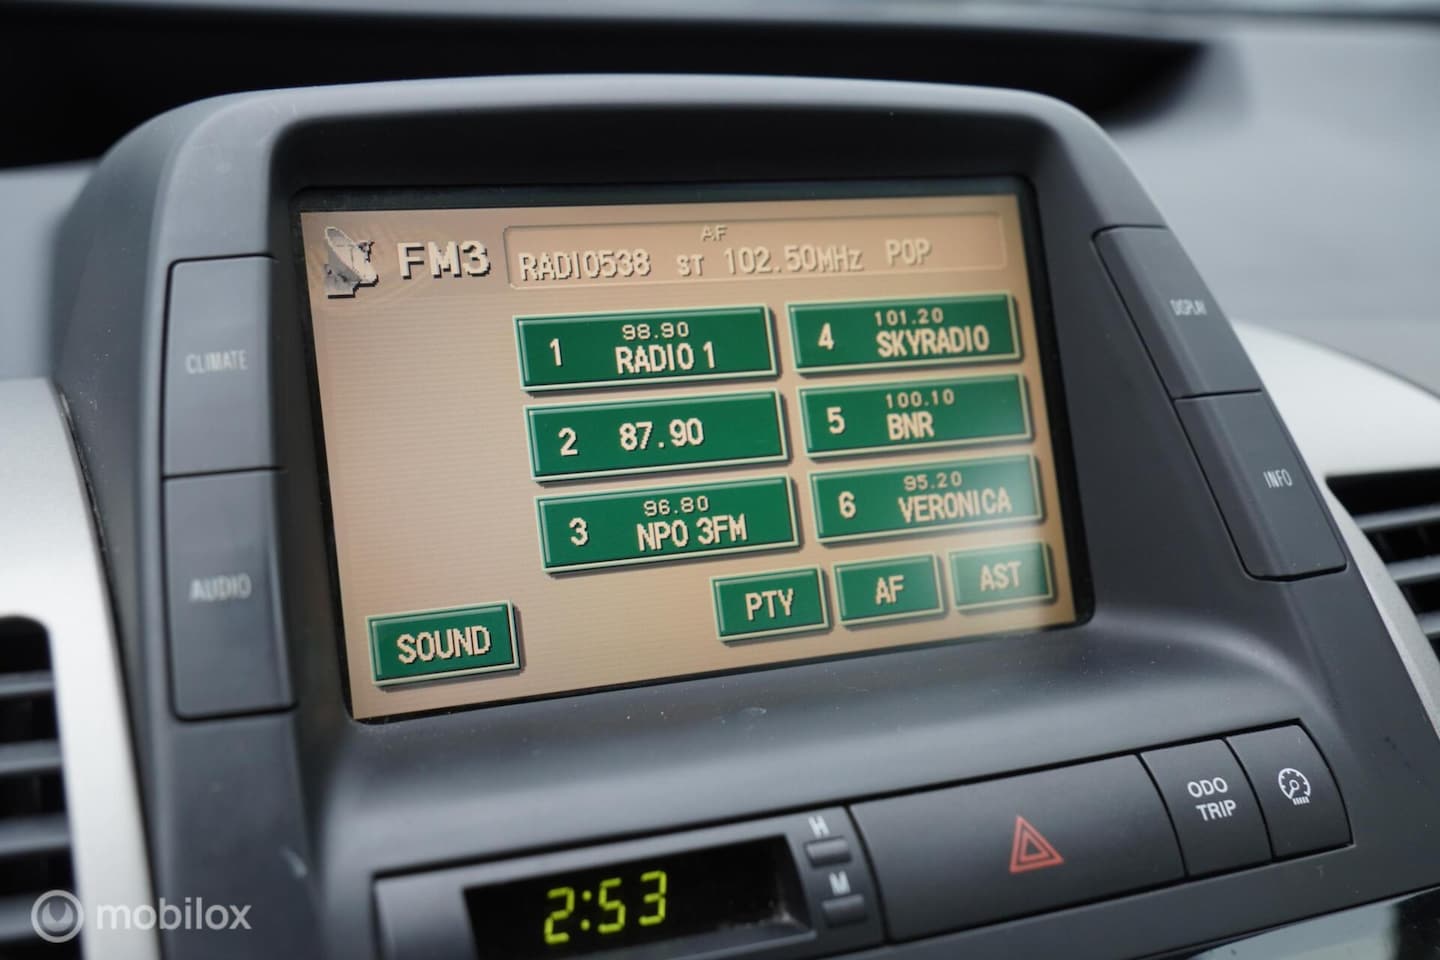 AF
FM3 RADIO538 ST 102.50MHz POP
98.90
1 RADIO 1
101.20
4 SKYRADIO
2 87.90
100.10
5 BNR
96.80
3 NPO 3FM
95.20
6 VERONICA
PTY AF AST
SOUND
CLIMATE
AUDIO
DISPLAY
INFO
ODO
TRIP
H
M
2:53
mobilox